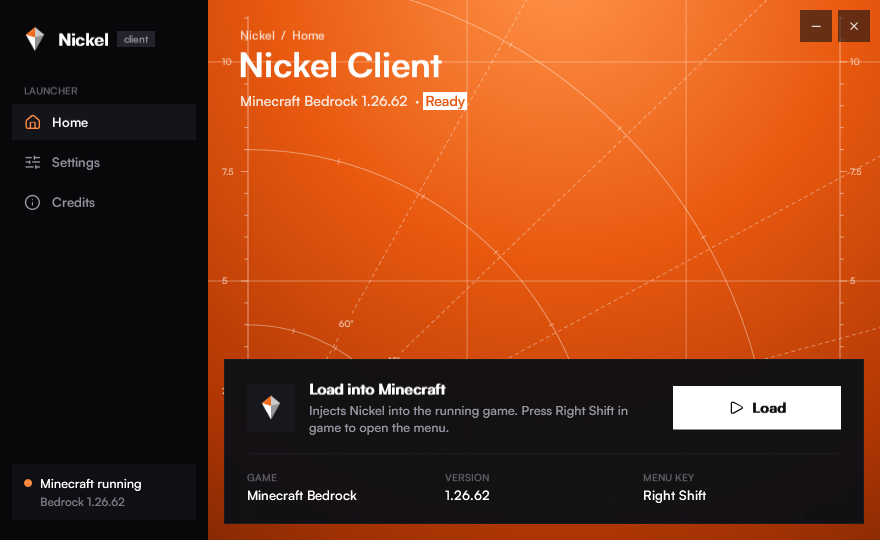 Nickel client
LAUNCHER
Home
Settings
Credits
Minecraft running
Bedrock 1.26.62
Nickel / Home
Nickel Client
Minecraft Bedrock 1.26.62 · Ready
10
10
7.5
7.5
5
5
60°
Load into Minecraft
Injects Nickel into the running game. Press Right Shift in
game to open the menu.
Load
GAME
VERSION
MENU KEY
Minecraft Bedrock
1.26.62
Right Shift